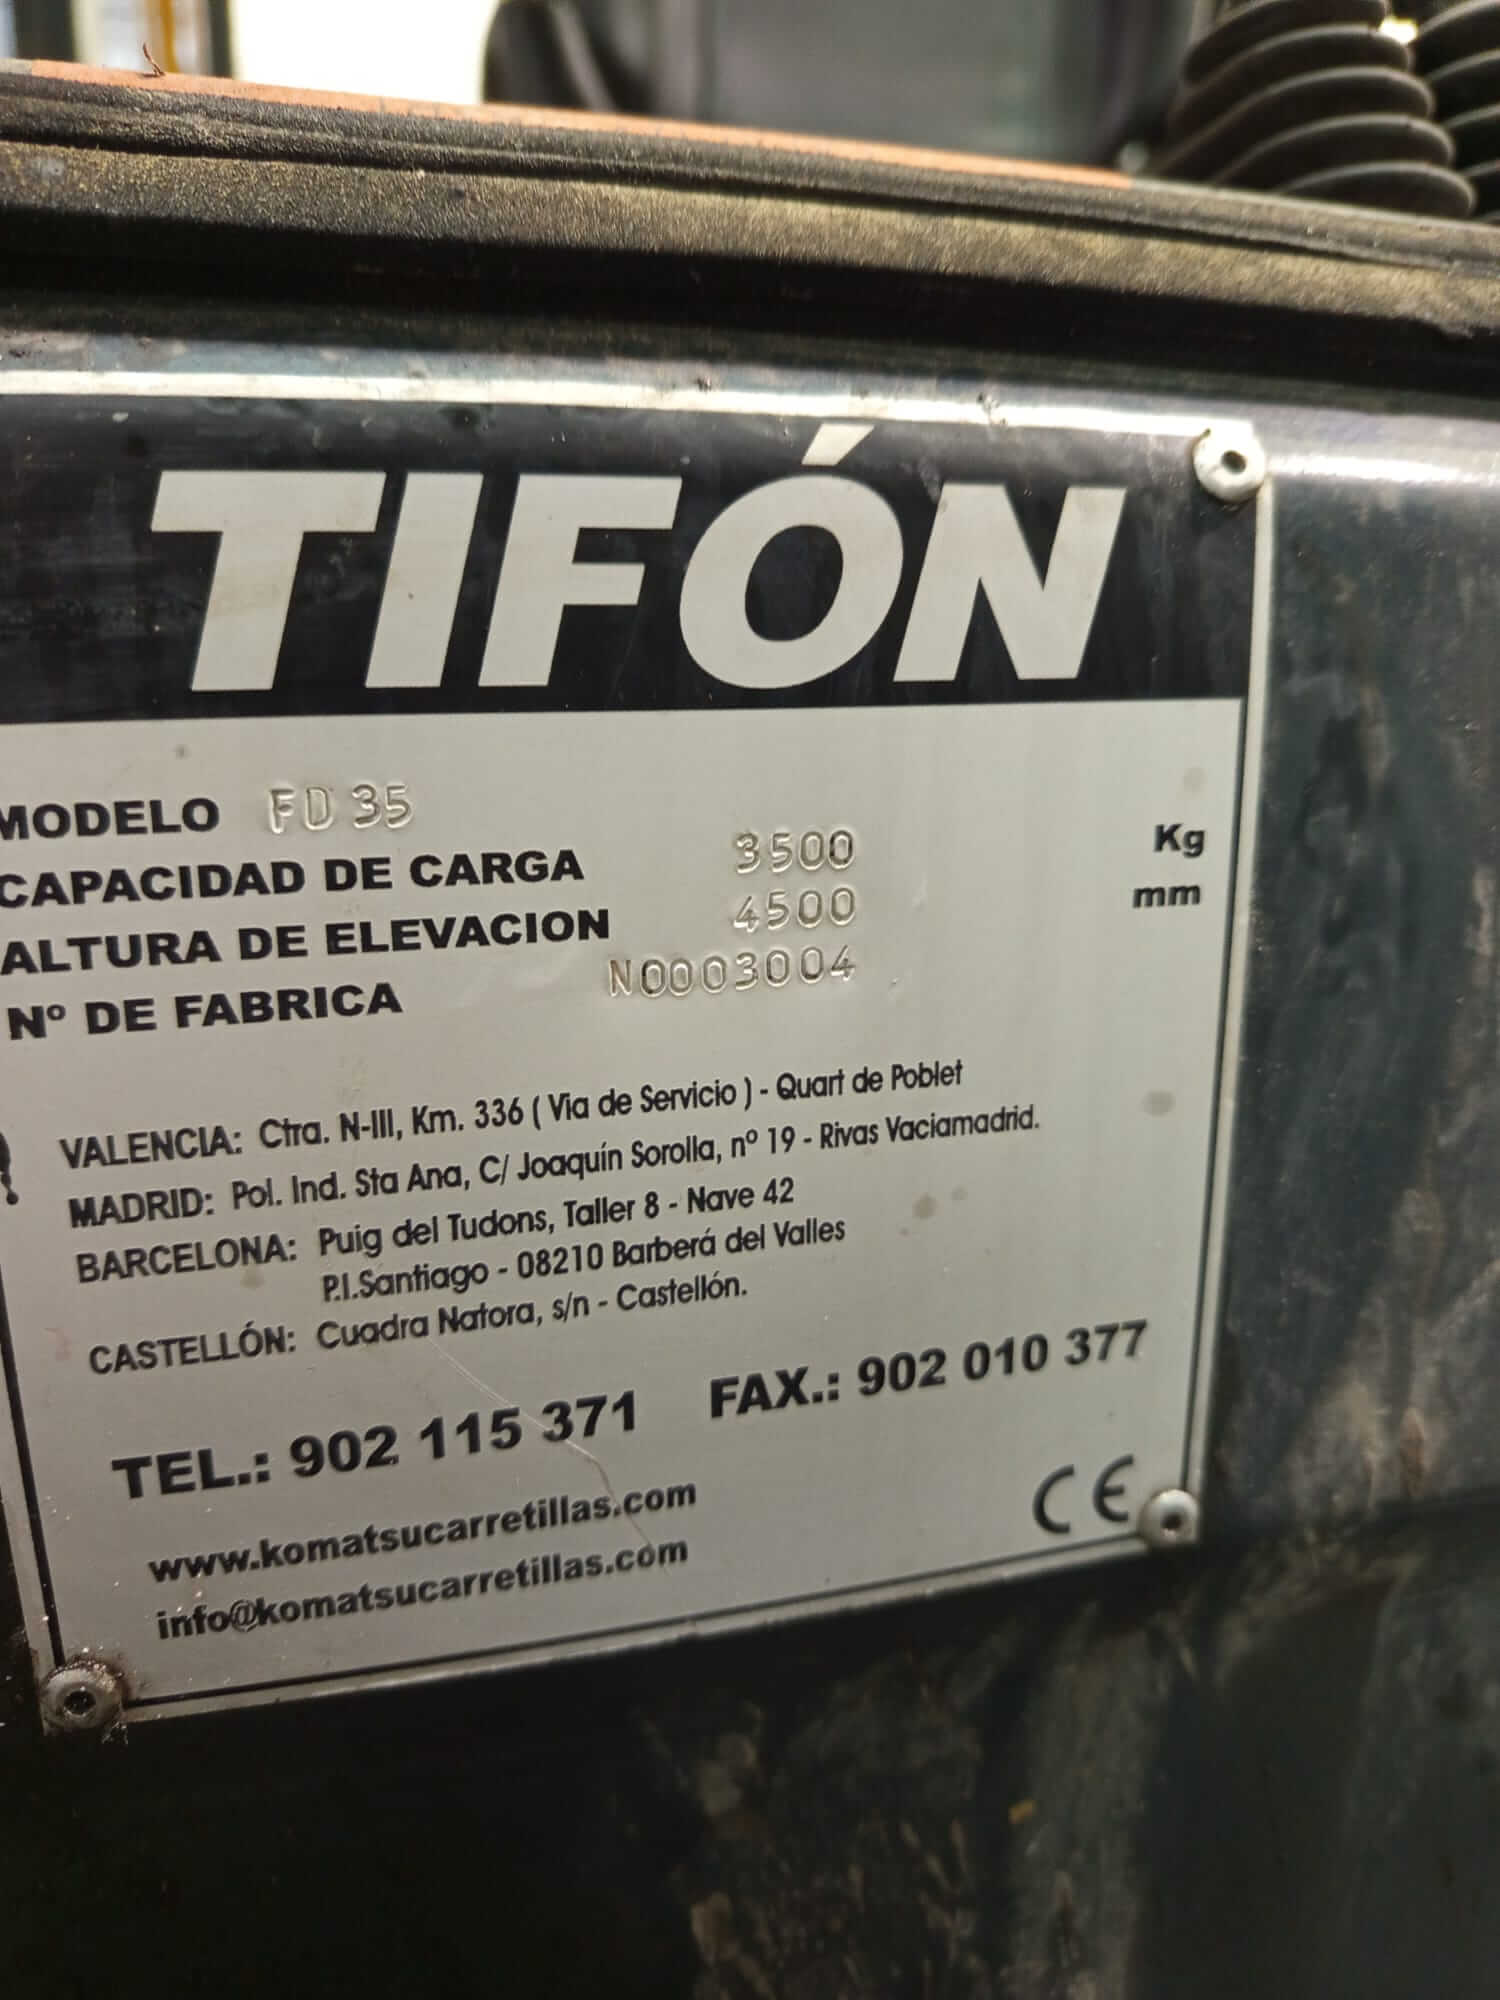 TIFÓN
MODELO FD35
CAPACIDAD DE CARGA 3500 Kg
ALTURA DE ELEVACION 4500 mm
Nº DE FABRICA N0003004
VALENCIA: Ctra. N-III, Km. 336 ( Via de Servicio ) - Quart de Poblet
MADRID: Pol. Ind. Sta Ana, C/ Joaquín Sorolla, nº 19 - Rivas Vaciamadrid.
BARCELONA: Puig del Tudons, Taller 8 - Nave 42
P.I.Santiago - 08210 Barberá del Valles
CASTELLÓN: Cuadra Natora, s/n - Castellón.
TEL.: 902 115 371 FAX.: 902 010 377
www.komatsucarretillas.com
info@komatsucarretillas.com
CE